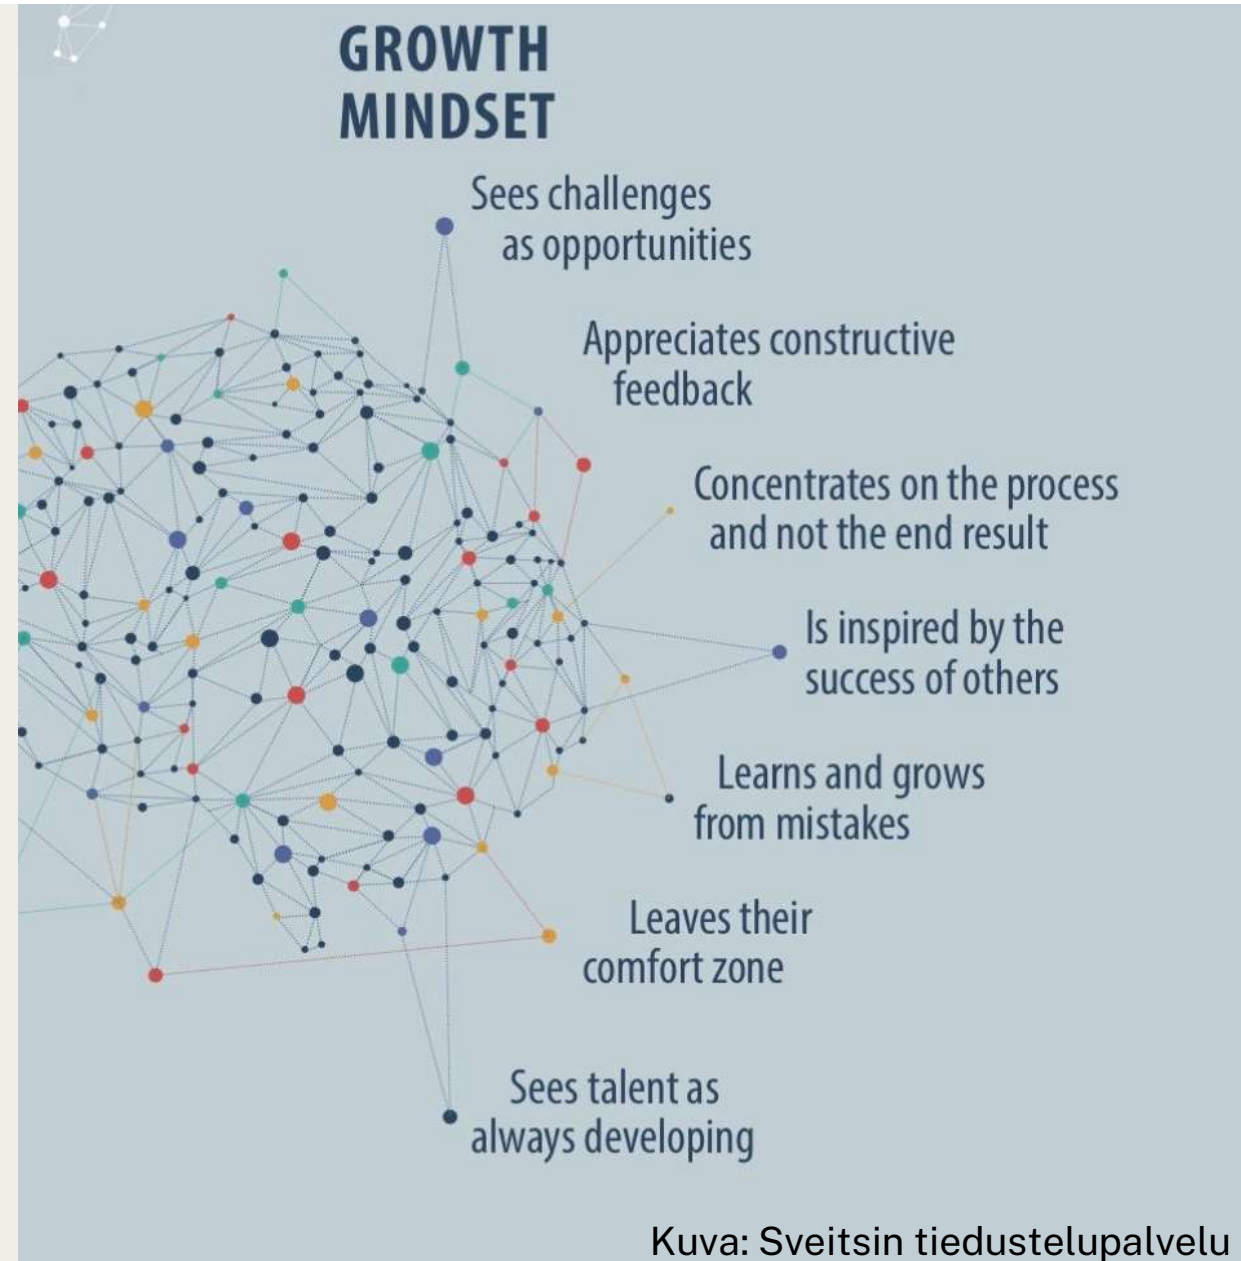 GROWTH
MINDSET
Sees challenges
as opportunities
Appreciates constructive
feedback
Concentrates on the process
and not the end result
Is inspired by the
success of others
Learns and grows
from mistakes
Leaves their
comfort zone
Sees talent as
always developing
Kuva: Sveitsin tiedustelupalvelu